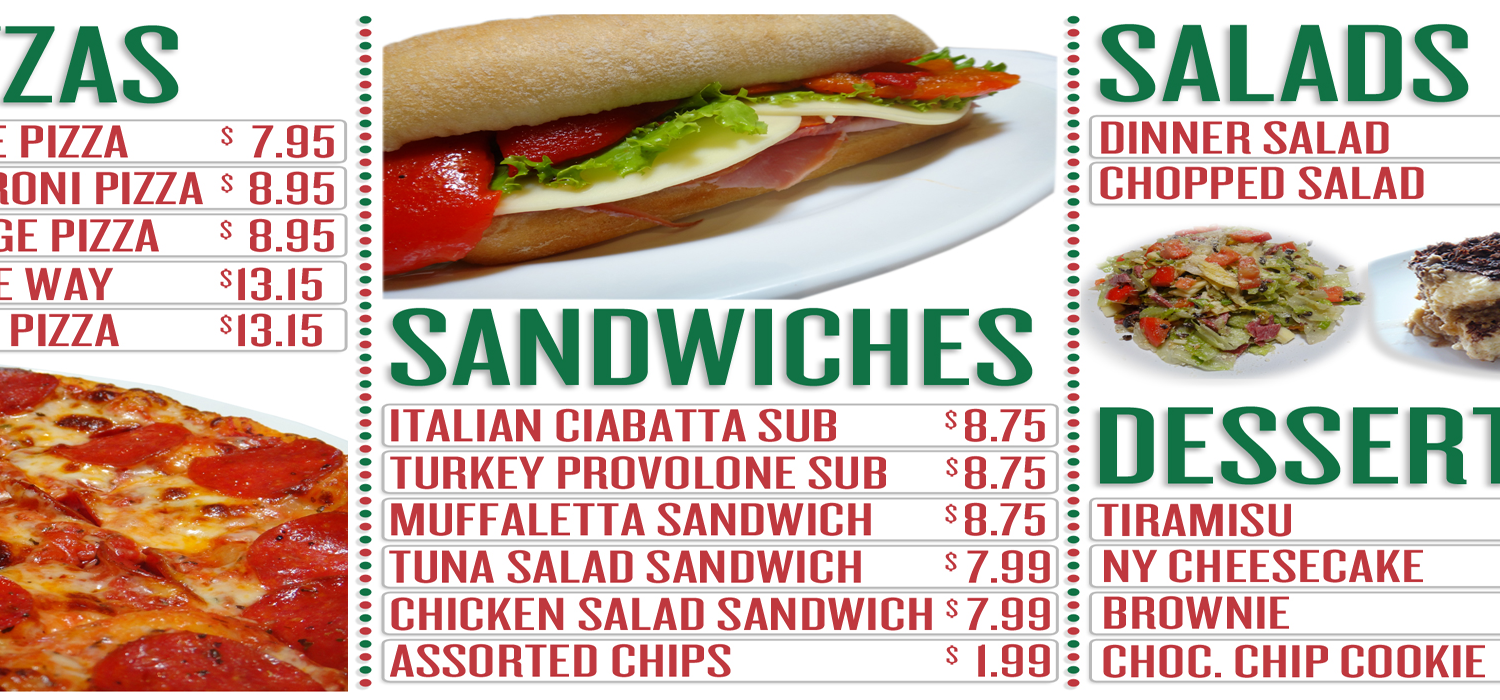 ZAS
E PIZZA $ 7.95
RONI PIZZA $ 8.95
GE PIZZA $ 8.95
E WAY $13.15
PIZZA $13.15
SANDWICHES
ITALIAN CIABATTA SUB $8.75
TURKEY PROVOLONE SUB $8.75
MUFFALETTA SANDWICH $8.75
TUNA SALAD SANDWICH $7.99
CHICKEN SALAD SANDWICH $7.99
ASSORTED CHIPS $ 1.99
SALADS
DINNER SALAD
CHOPPED SALAD
DESSERT
TIRAMISU
NY CHEESECAKE
BROWNIE
CHOC. CHIP COOKIE